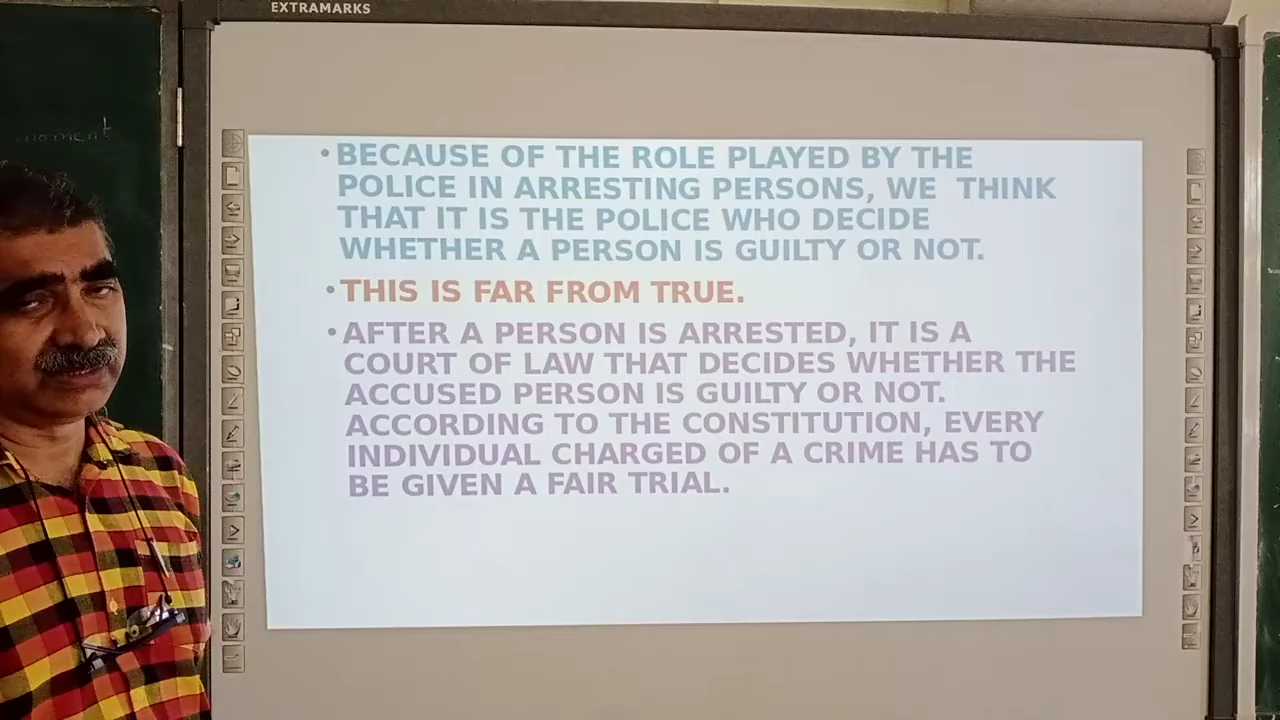 EXTRAMARKS
moment
• BECAUSE OF THE ROLE PLAYED BY THE
POLICE IN ARRESTING PERSONS, WE THINK
THAT IT IS THE POLICE WHO DECIDE
WHETHER A PERSON IS GUILTY OR NOT.
• THIS IS FAR FROM TRUE.
• AFTER A PERSON IS ARRESTED, IT IS A
COURT OF LAW THAT DECIDES WHETHER THE
ACCUSED PERSON IS GUILTY OR NOT.
ACCORDING TO THE CONSTITUTION, EVERY
INDIVIDUAL CHARGED OF A CRIME HAS TO
BE GIVEN A FAIR TRIAL.